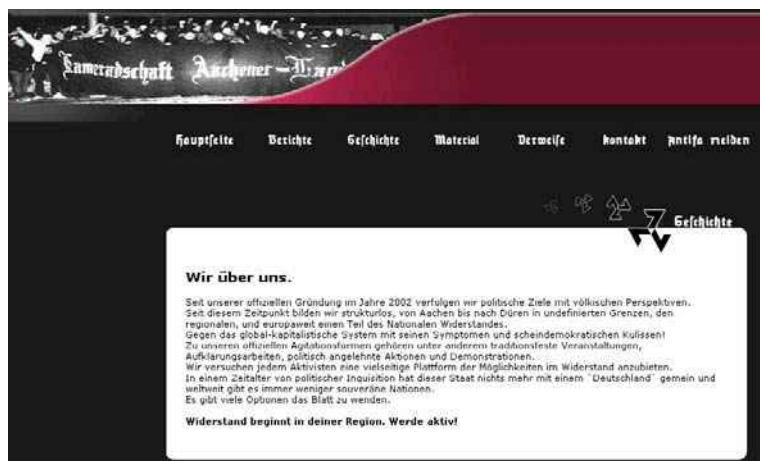 Kameradschaft Aachener-Land
Hauptseite Berichte Geschichte Material Verweise Kontakt Antifa melden
Geschichte
Wir über uns.
Seit unserer offiziellen Gründung im Jahre 2002 verfolgen wir politische Ziele mit völkischen Perspektiven.
Seit diesem Zeitpunkt bilden wir strukturlos, von Aachen bis nach Düren in undefinierten Grenzen, den
regionalen, und europaweit einen Teil des Nationalen Widerstandes.
Gegen das global-kapitalistische System mit seinen Symptomen und scheindemokratischen Kulissen!
Zu unseren offiziellen Agitationsformen gehören unter anderem traditionsfeste Veranstaltungen,
Aufklärungsarbeiten, politisch angelehnte Aktionen und Demonstrationen.
Wir versuchen jedem Aktivisten eine vielseitige Plattform der Möglichkeiten im Widerstand anzubieten.
In einem Zeitalter von politischer Inquisition hat dieser Staat nichts mehr mit einem `Deutschland` gemein und
weltweit gibt es immer weniger souveräne Nationen.
Es gibt viele Optionen das Blatt zu wenden.
Widerstand beginnt in deiner Region. Werde aktiv!